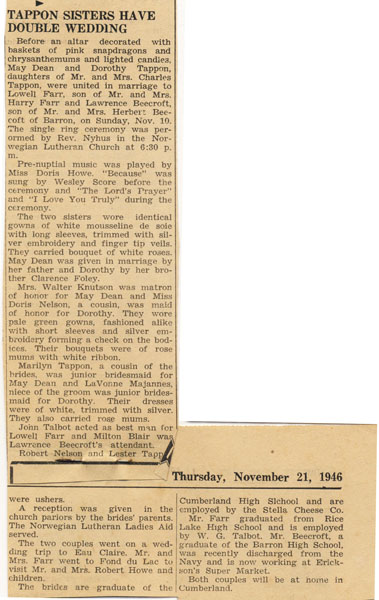 TAPPON SISTERS HAVE
DOUBLE WEDDING
Before an altar decorated with
baskets of pink snapdragons and
chrysanthemums and lighted candles,
May Dean and Dorothy Tappon,
daughters of Mr. and Mrs. Charles
Tappon, were united in marriage to
Lowell Farr, son of Mr. and Mrs.
Harry Farr and Lawrence Beecroft,
son of Mr. and Mrs. Herbert Bee-
coft of Barron, on Sunday, Nov. 10.
The single ring ceremony was per-
ormed by Rev. Nyhus in the Nor-
wegian Lutheran Church at 6:30 p.
m.
Pre-nuptial music was played by
Miss Doris Howe. "Because" was
sung by Wesley Score before the
ceremony and "The Lord's Prayer"
and "I Love You Truly" during the
ceremony.
The two sisters wore identical
gowns of white mousseline de soie
with long sleeves, trimmed with sil-
ver embroidery and finger tip veils.
They carried bouquet of white roses.
May Dean was given in marriage by
her father and Dorothy by her bro-
ther Clarence Foley.
Mrs. Walter Knutson was matron
of honor for May Dean and Miss
Doris Nelson, a cousin, was
maid of honor for Dorothy. They wore
pale green gowns, fashioned alike
with short sleeves and silver em-
broidery forming a check on the bod-
ices. Their bouquets were of rose
mums with white ribbon.
Marilyn Tappon, a cousin of the
brides, was junior bridesmaid for
May Dean and LaVonne Majannes,
niece of the groom was junior brides-
maid for Dorothy. Their dresses
were of white, trimmed with silver.
They also carried rose mums.
John Talbot acted as best man for
Lowell Farr and Milton Blair was
Lawrence Beecroft's attendant.
Robert Nelson and Lester Tapp
Thursday, November 21, 1946
were ushers.
A reception was given in the
church parlors by the brides' parents.
The Norwegian Lutheran Ladies Aid
served.
The two couples went on a wed-
ding trip to Eau Claire. Mr. and
Mrs. Farr went to Fond du Lac to
visit Mr. and Mrs. Robert Howe and
children.
The brides are graduate of the
Cumberland High Slchool and are
employed by the Stella Cheese Co.
Mr. Farr graduated from Rice
Lake High School and is employed
by W. G. Talbot. Mr. Beecroft, a
graduate of the Barron High School,
was recently discharged from the
Navy and is now working at Erick-
son's Super Market.
Both couples will be at home in
Cumberland.